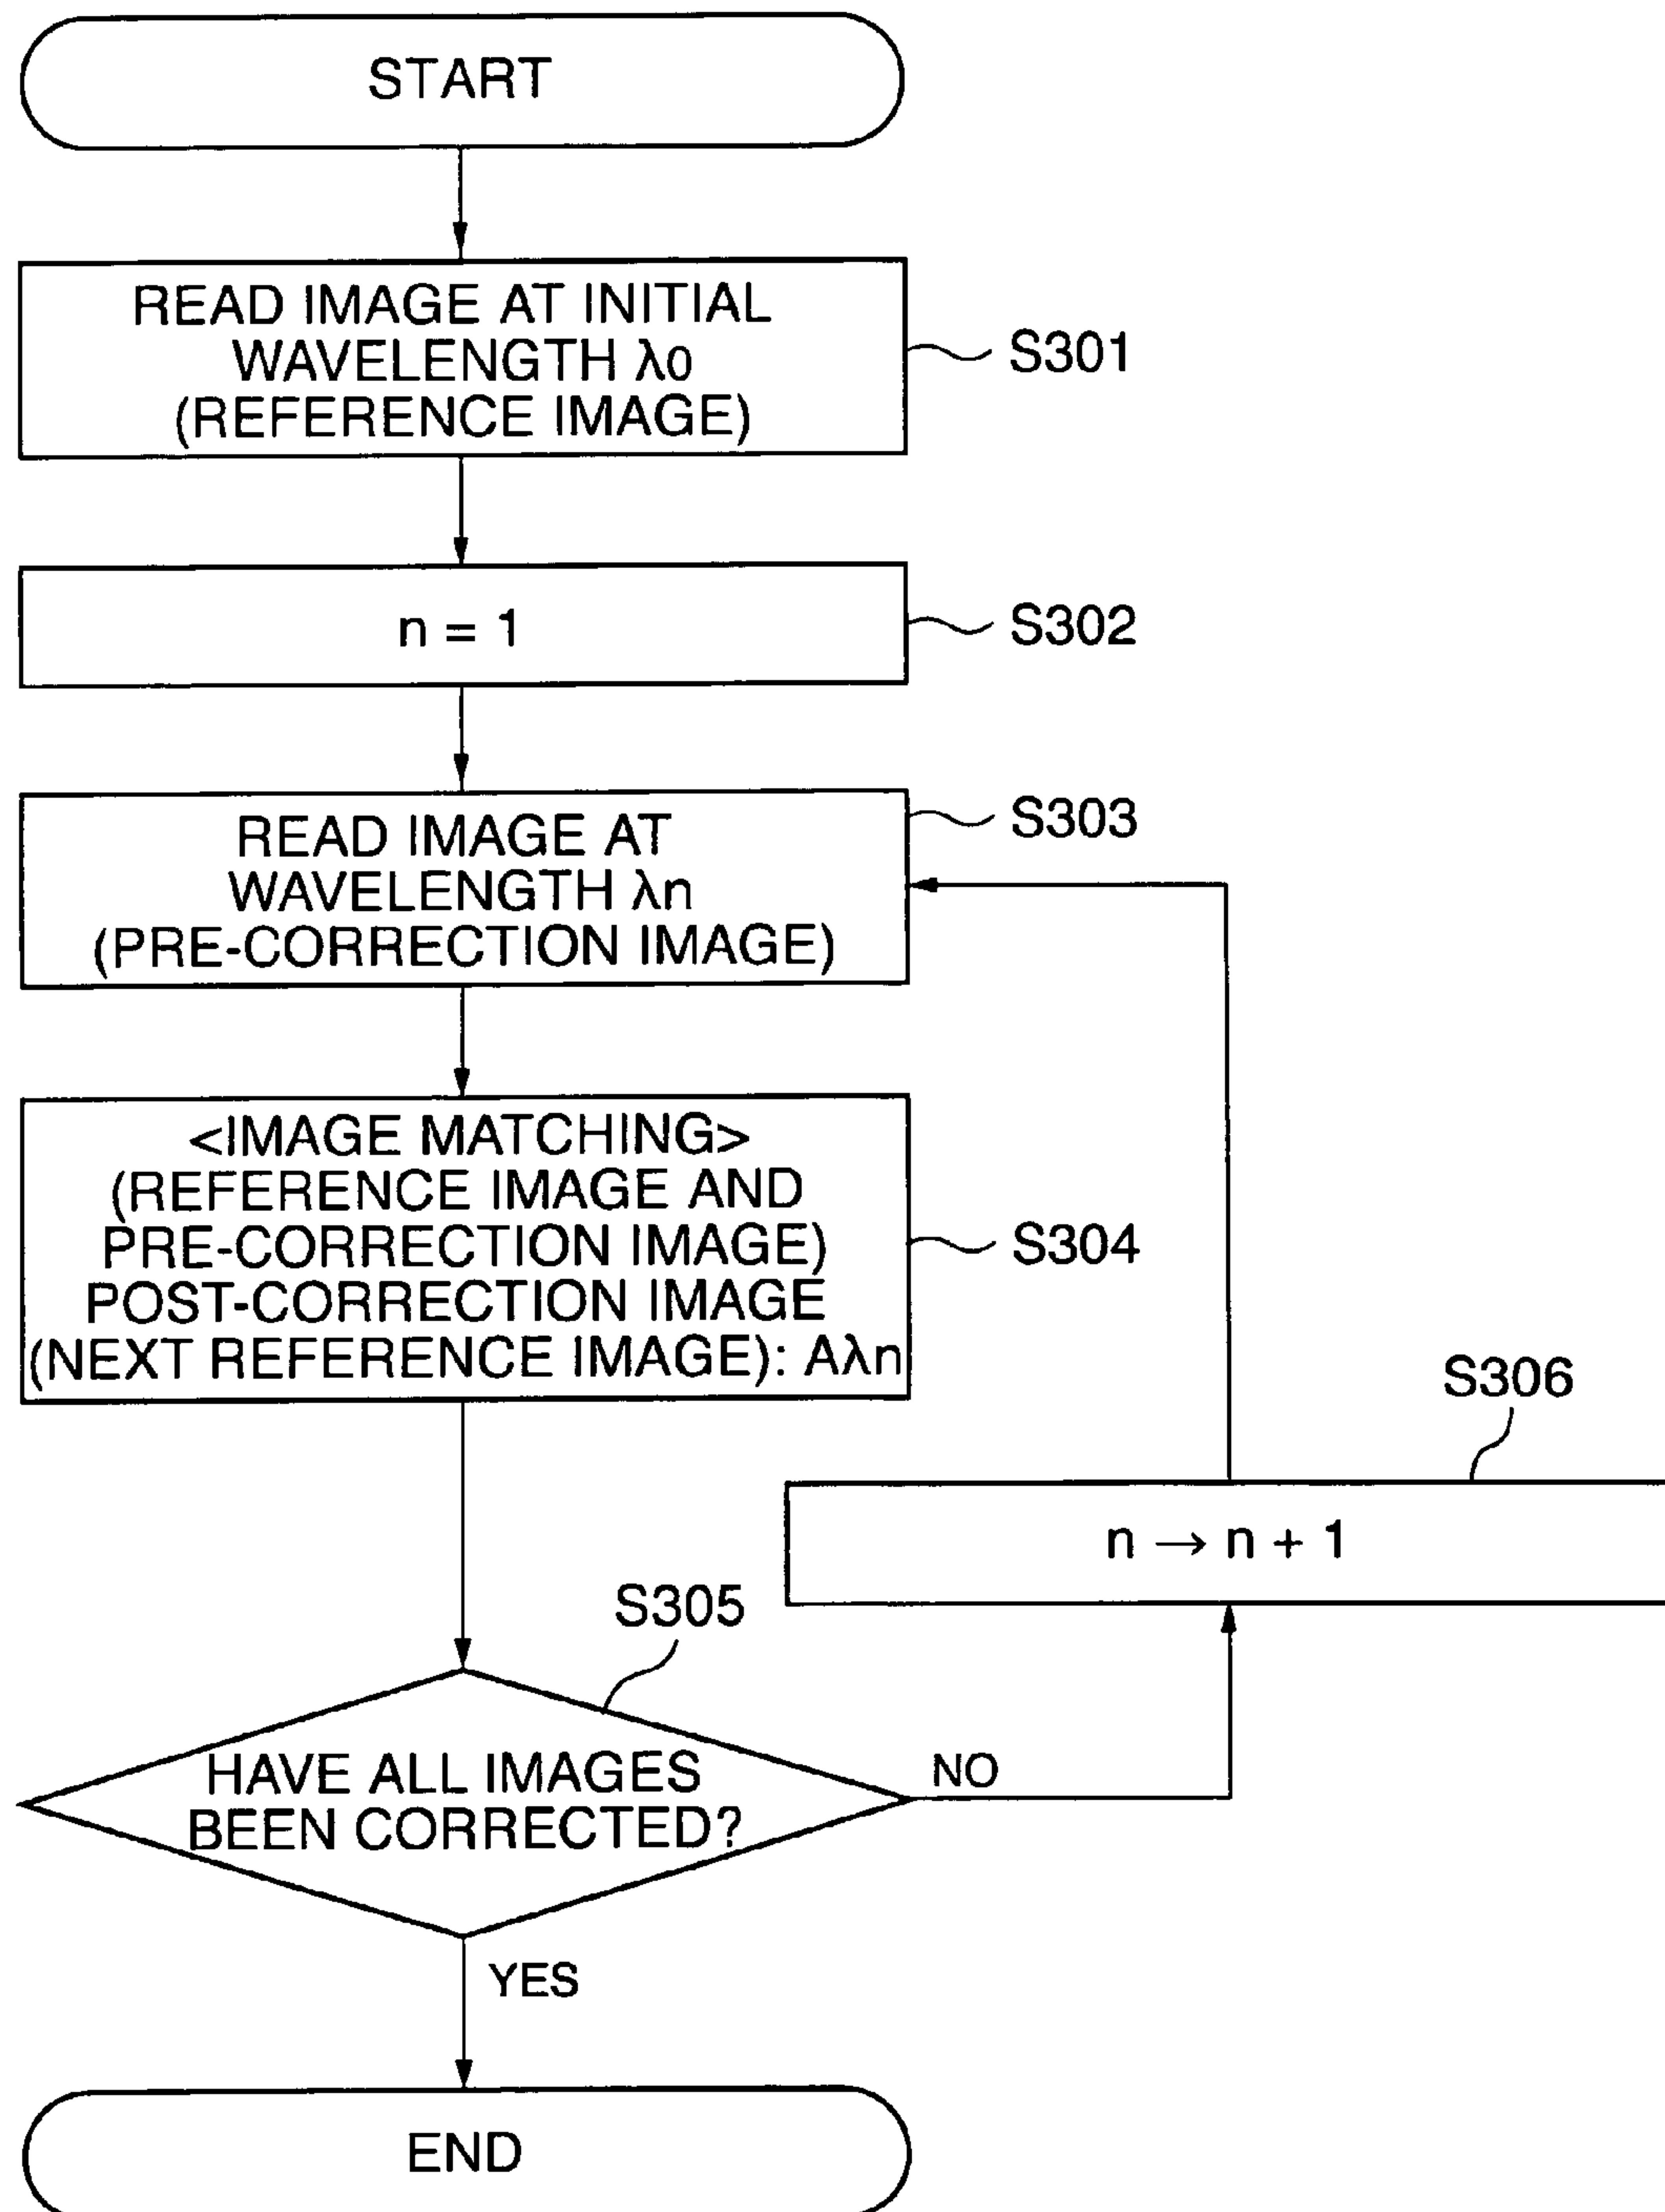 START
READ IMAGE AT INITIAL
WAVELENGTH λ0
(REFERENCE IMAGE)
S301
n = 1
S302
READ IMAGE AT
WAVELENGTH λn
(PRE-CORRECTION IMAGE)
S303
<IMAGE MATCHING>
(REFERENCE IMAGE AND
PRE-CORRECTION IMAGE)
POST-CORRECTION IMAGE
(NEXT REFERENCE IMAGE): Aλn
S304
S306
n → n + 1
S305
HAVE ALL IMAGES
BEEN CORRECTED?
NO
YES
END